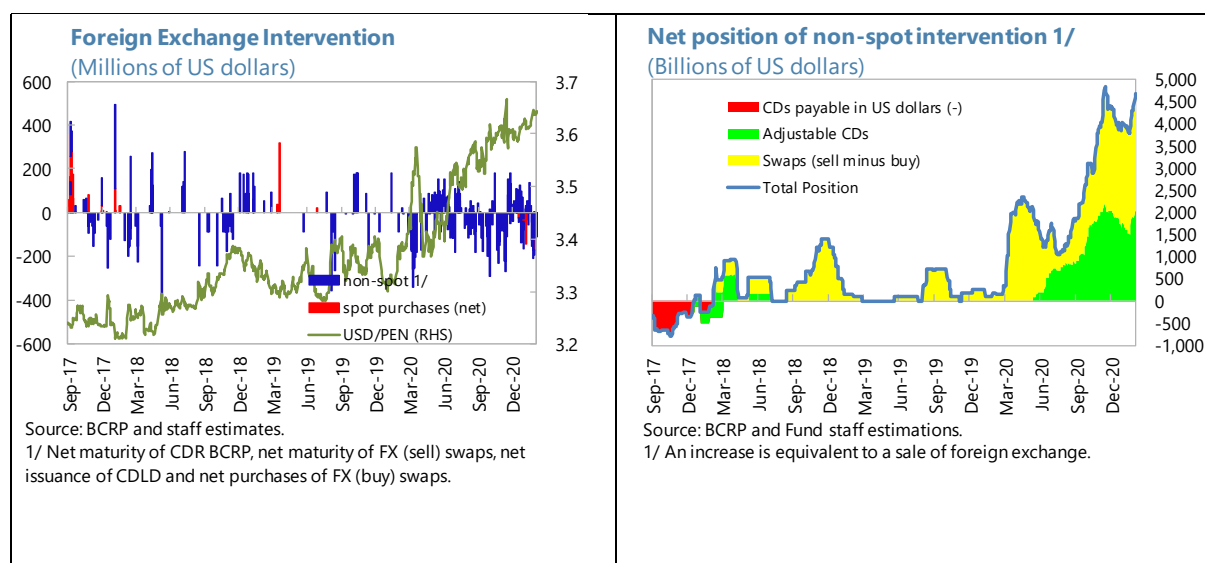 Foreign Exchange Intervention
(Millions of US dollars)
600
400
200
0
-200
-400
-600
3.7
3.6
3.5
3.4
3.3
3.2
non-spot1/
spot purchases (net)
USD/PEN (RHS)
Sep-17
Dec-17
Mar-18
Jun-18
Sep-18
Dec-18
Mar-19
Jun-19
Sep-19
Dec-19
Mar-20
Jun-20
Sep-20
Dec-20
Source: BCRP and staff estimates.
1/ Net maturity of CDR BCRP, net maturity of FX (sell) swaps, net
issuance of CDLD and net purchases of FX (buy) swaps.
Net position of non-spot intervention 1/
(Billions of US dollars)
CDs payable in US dollars (-)
Adjustable CDs
Swaps (sell minus buy)
Total Position
5,000
4,500
4,000
3,500
3,000
2,500
2,000
1,500
1,000
500
0
-500
-1,000
Sep-17
Dec-17
Mar-18
Jun-18
Sep-18
Dec-18
Mar-19
Jun-19
Sep-19
Dec-19
Mar-20
Jun-20
Sep-20
Dec-20
Source: BCRP and Fund staff estimations.
1/ An increase is equivalent to a sale of foreign exchange.